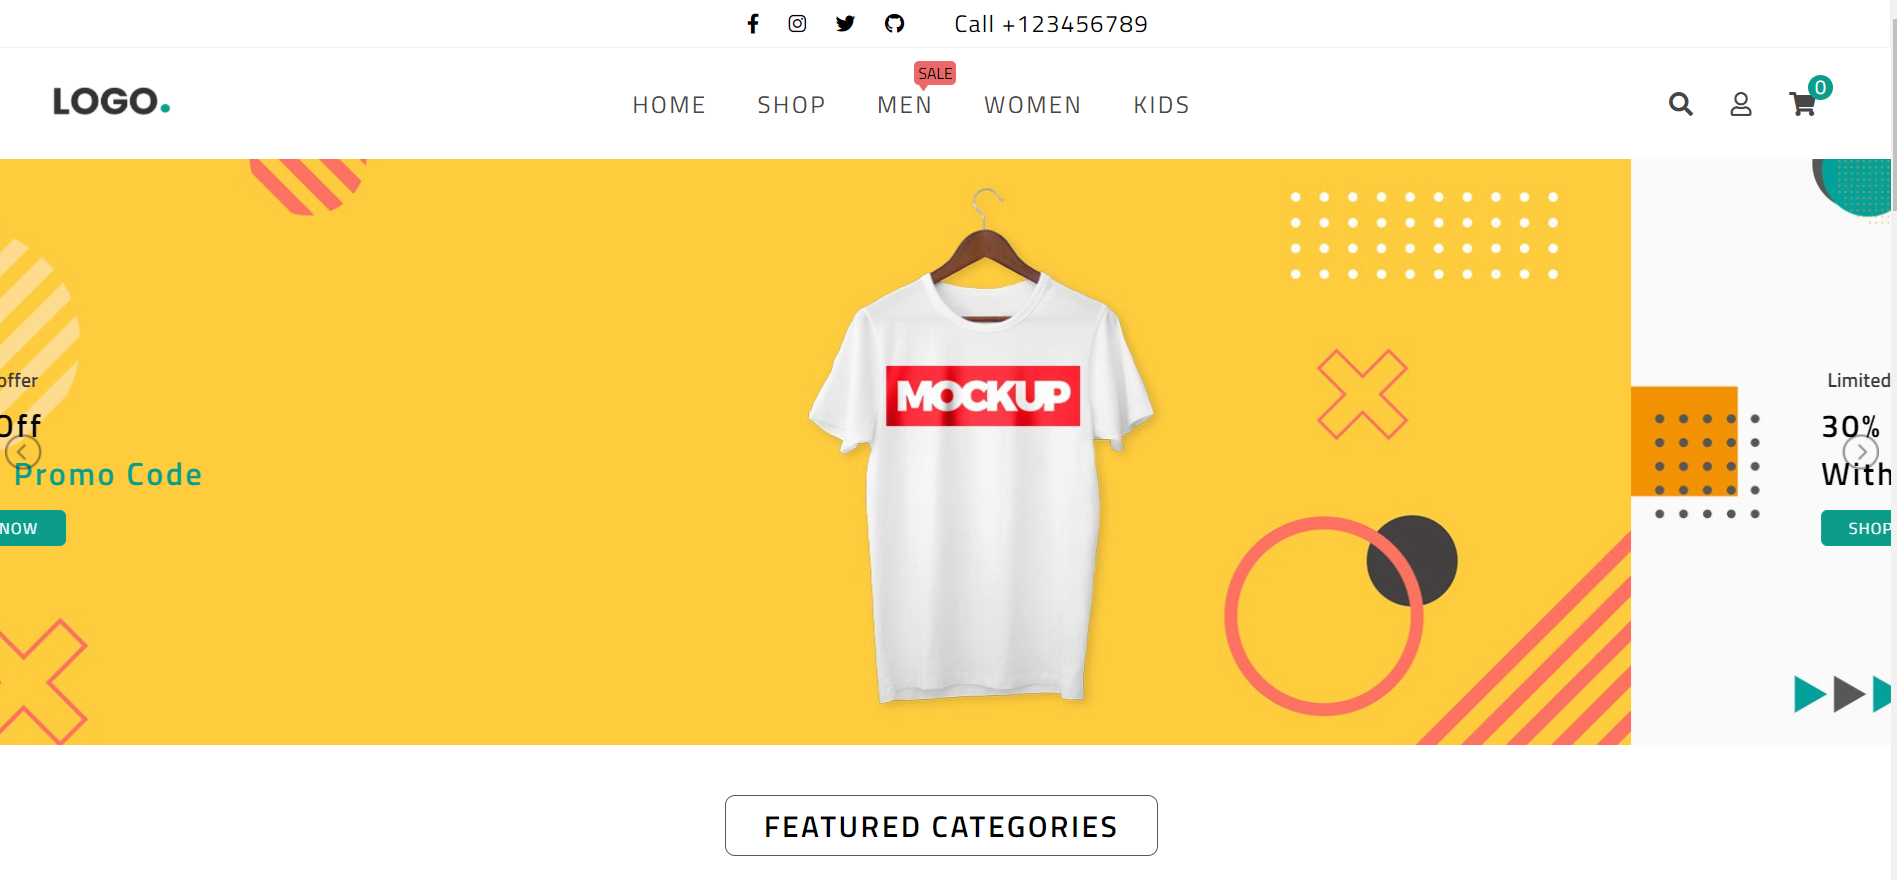 Call +123456789
SALE
LOGO.
HOME SHOP MEN WOMEN KIDS
0
MOCKUP
offer
Off
Promo Code
NOW
Limited
30%
With
SHOP
FEATURED CATEGORIES